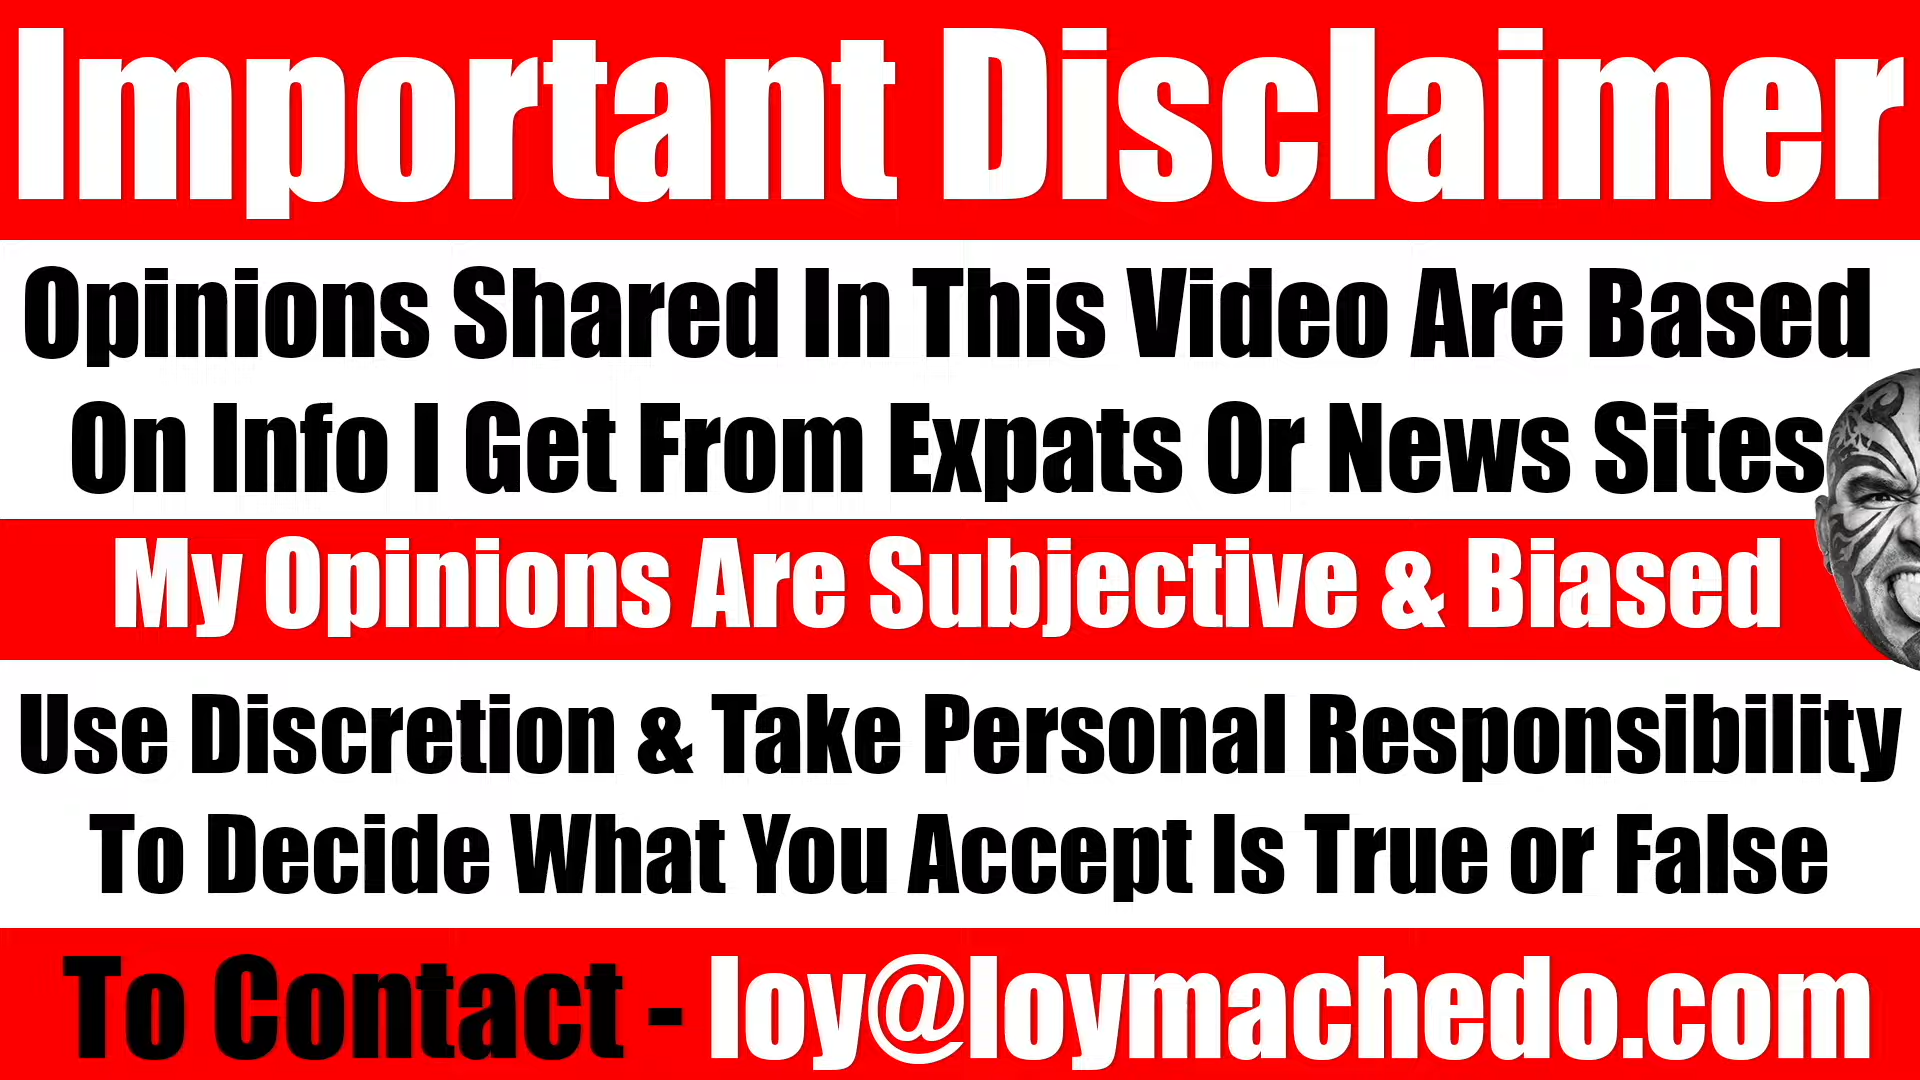 Important Disclaimer
Opinions Shared In This Video Are Based
On Info I Get From Expats Or News Sites
My Opinions Are Subjective & Biased
Use Discretion & Take Personal Responsibility
To Decide What You Accept Is True or False
To Contact - loy@loymachedo.com